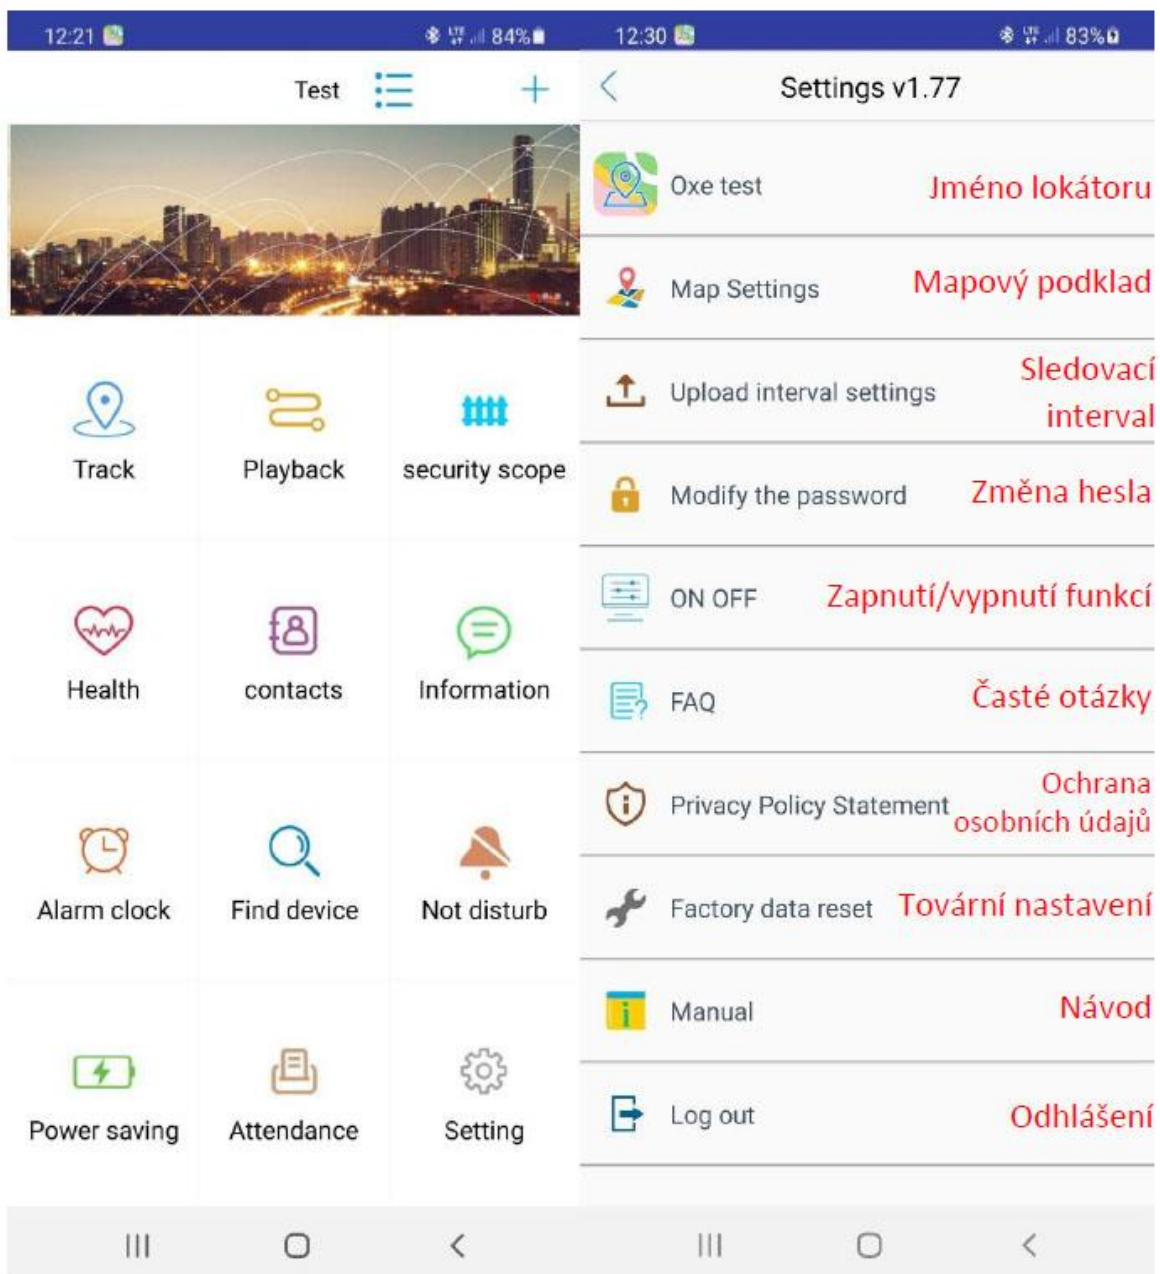 12:21
LTE 84%
Test
Track
Playback
security scope
Health
contacts
Information
Alarm clock
Find device
Not disturb
Power saving
Attendance
Setting
12:30
LTE 83%
Settings v1.77
Oxe test
Jméno lokátoru
Map Settings
Mapový podklad
Upload interval settings
Sledovací
interval
Modify the password
Změna hesla
ON OFF
Zapnutí/vypnutí funkcí
FAQ
Časté otázky
Privacy Policy Statement
Ochrana
osobních údajů
Factory data reset
Tovární nastavení
Manual
Návod
Log out
Odhlášení